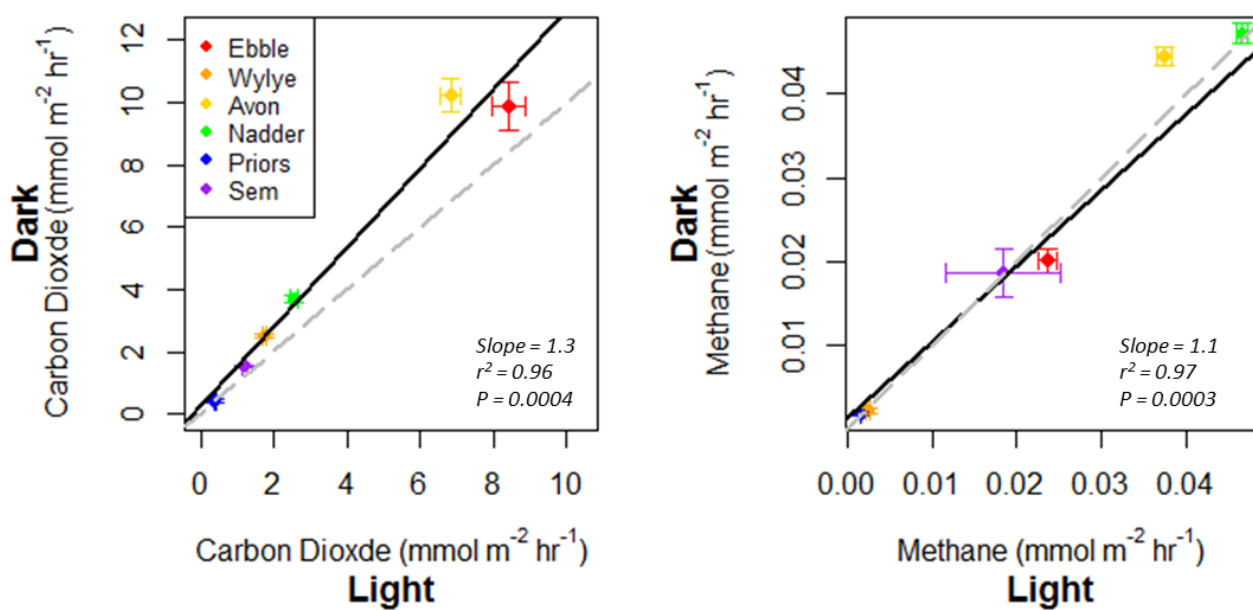 12
10
8
6
4
2
0
Dark
Carbon Dioxde (mmol m⁻² hr⁻¹)
Ebble
Wylye
Avon
Nadder
Priors
Sem
Slope = 1.3
r² = 0.96
P = 0.0004
0 2 4 6 8 10
Carbon Dioxde (mmol m⁻² hr⁻¹)
Light
0.04
0.03
0.02
0.01
Dark
Methane (mmol m⁻² hr⁻¹)
Slope = 1.1
r² = 0.97
P = 0.0003
0.00 0.01 0.02 0.03 0.04
Methane (mmol m⁻² hr⁻¹)
Light